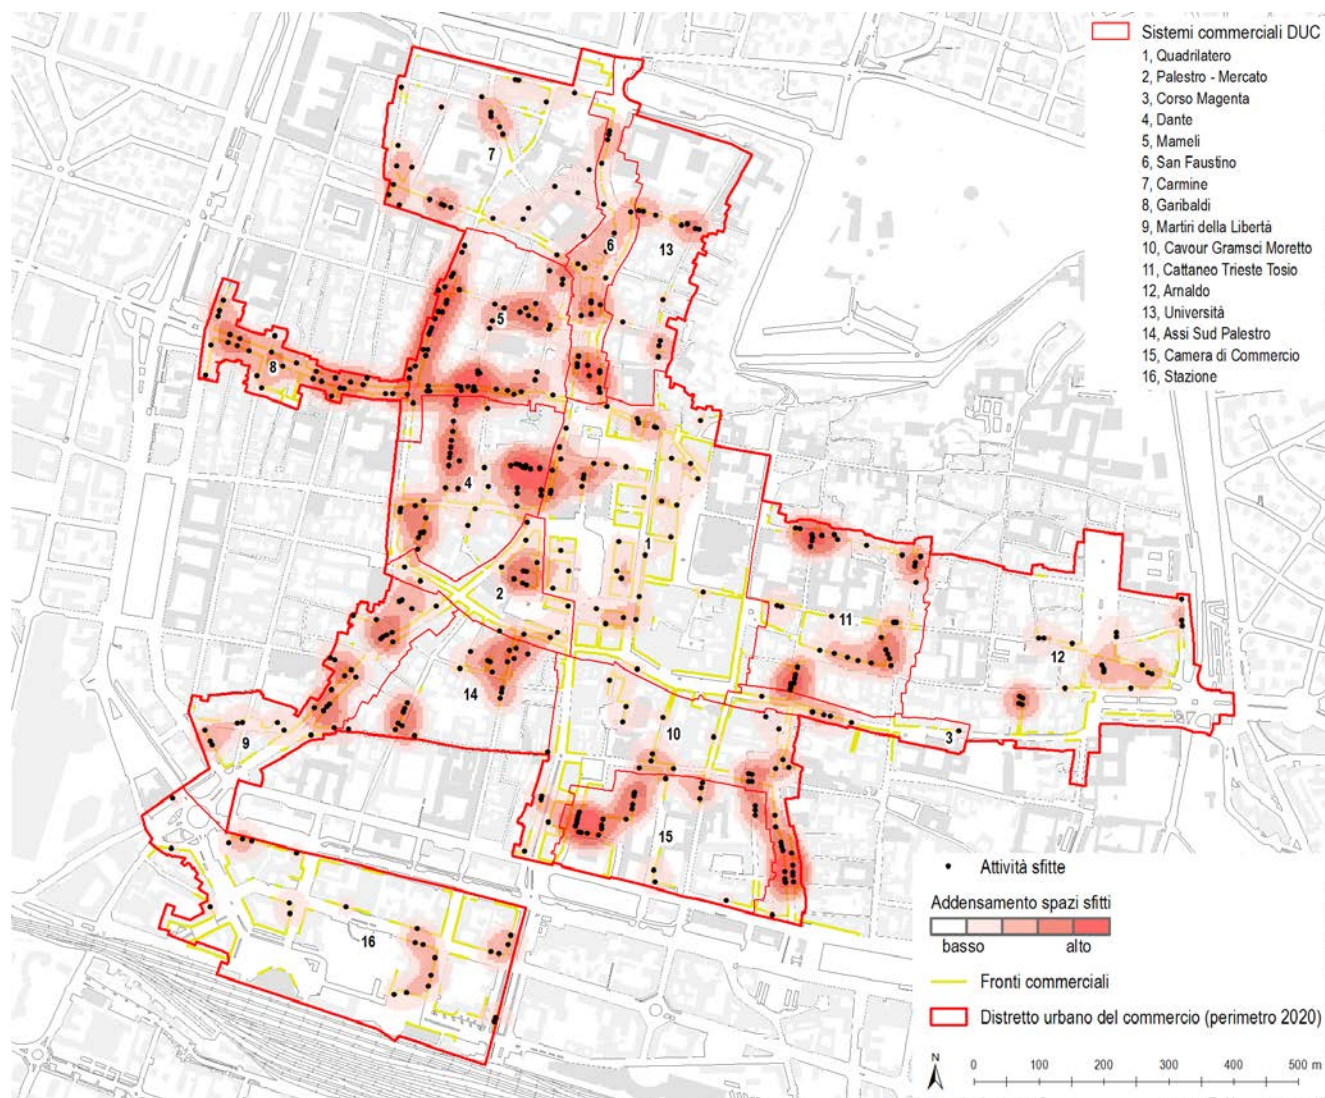 Sistemi commerciali DUC
1, Quadrilatero
2, Palestro - Mercato
3, Corso Magenta
4, Dante
5, Mameli
6, San Faustino
7, Carmine
8, Garibaldi
9, Martiri della Libertà
10, Cavour Gramsci Moretto
11, Cattaneo Trieste Tosio
12, Arnaldo
13, Università
14, Assi Sud Palestro
15, Camera di Commercio
16, Stazione
7
6
13
5
8
4
1
2
11
12
14
10
3
9
15
16
Attività sfitte
Addensamento spazi sfitti
basso alto
Fronti commerciali
Distretto urbano del commercio (perimetro 2020)
N
0 100 200 300 400 500 m